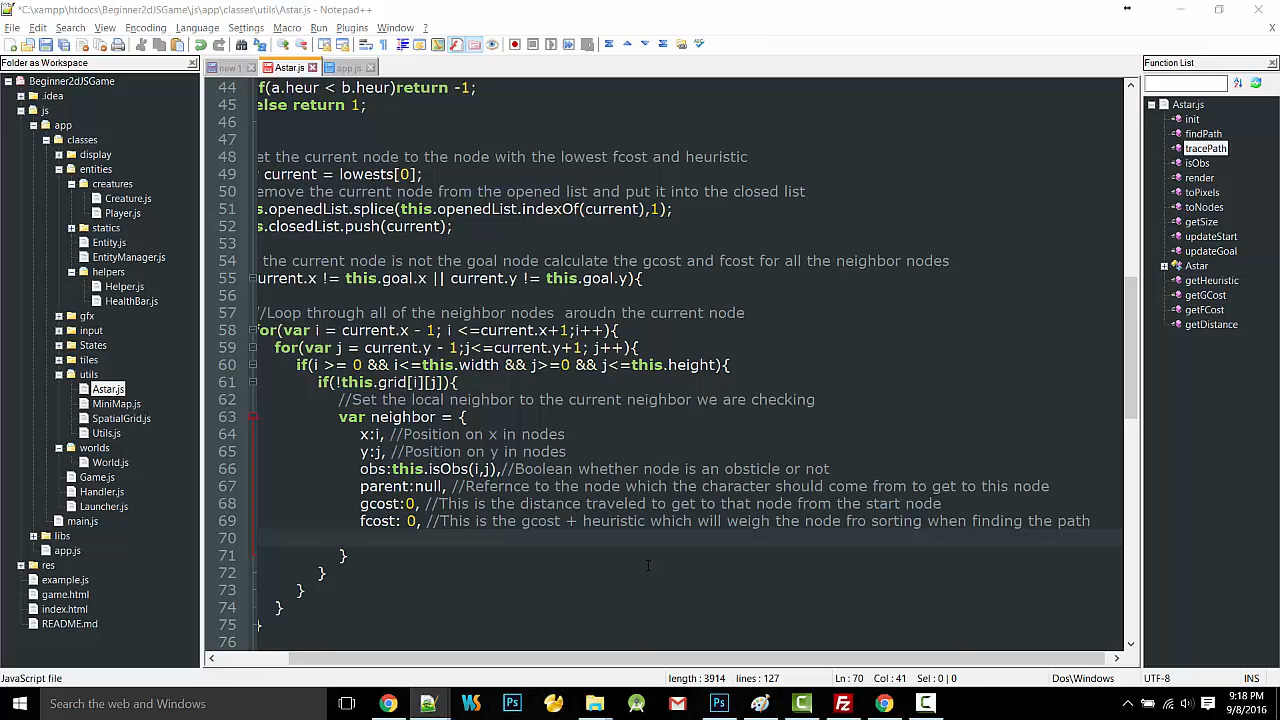 *C:\xampp\htdocs\Beginner2dJSGame\js\app\classes\utils\Astar.js - Notepad++
File Edit Search View Encoding Language Settings Macro Run Plugins Window ?
X
Folder as Workspace
Beginner2dJSGame
.idea
js
app
classes
display
entities
creatures
Creature.js
Player.js
statics
Entity.js
EntityManager.js
helpers
Helper.js
HealthBar.js
gfx
input
States
tiles
utils
Astar.js
MiniMap.js
SpatialGrid.js
Utils.js
worlds
World.js
Game.js
Handler.js
Launcher.js
main.js
libs
app.js
res
example.js
game.html
index.html
README.md
new 1 Astar.js app.js
44 f(a.heur < b.heur)return -1;
45 else return 1;
46
47
48 et the current node to the node with the lowest fcost and heuristic
49 r current = lowests[0];
50 emove the current node from the opened list and put it into the closed list
51 s.openedList.splice(this.openedList.indexOf(current),1);
52 s.closedList.push(current);
53
54 the current node is not the goal node calculate the gcost and fcost for all the neighbor nodes
55 urrent.x != this.goal.x || current.y != this.goal.y){
56
57 //Loop through all of the neighbor nodes aroudn the current node
58 for(var i = current.x - 1; i <=current.x+1;i++){
59 for(var j = current.y - 1;j<=current.y+1; j++){
60 if(i >= 0 && i<=this.width && j>=0 && j<=this.height){
61 if(!this.grid[i][j]){
62 //Set the local neighbor to the current neighbor we are checking
63 var neighbor = {
64 x:i, //Position on x in nodes
65 y:j, //Position on y in nodes
66 obs:this.isObs(i,j),//Boolean whether node is an obsticle or not
67 parent:null, //Refernce to the node which the character should come from to get to this node
68 gcost:0, //This is the distance traveled to get to that node from the start node
69 fcost: 0, //This is the gcost + heuristic which will weigh the node fro sorting when finding the path
70
71 }
72 }
73 }
74 }
75 }
76
Function List
Astar.js
init
findPath
tracePath
isObs
render
toPixels
toNodes
getSize
updateStart
updateGoal
Astar
getHeuristic
getGCost
getFCost
getDistance
JavaScript file length : 3914 lines : 127 Ln : 70 Col : 41 Sel : 0 | 0 Dos\Windows UTF-8 INS
Search the web and Windows
9:18 PM
9/8/2016